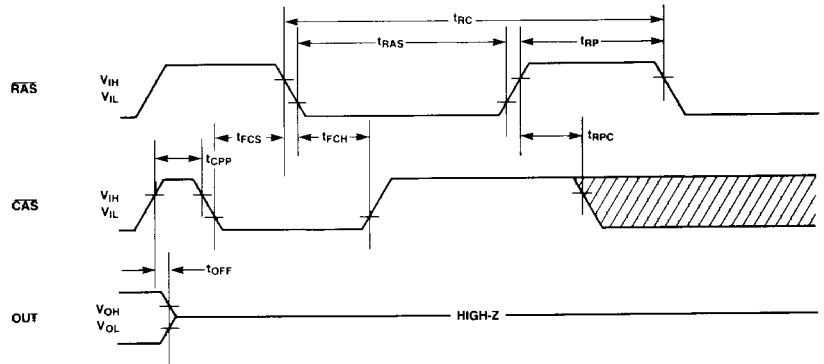 tRC
tRAS
tRP
RAS
VIH
VIL
tFCS
tFCH
tRPC
tCPP
CAS
VIH
VIL
tOFF
OUT
VOH
VOL
HIGH-Z